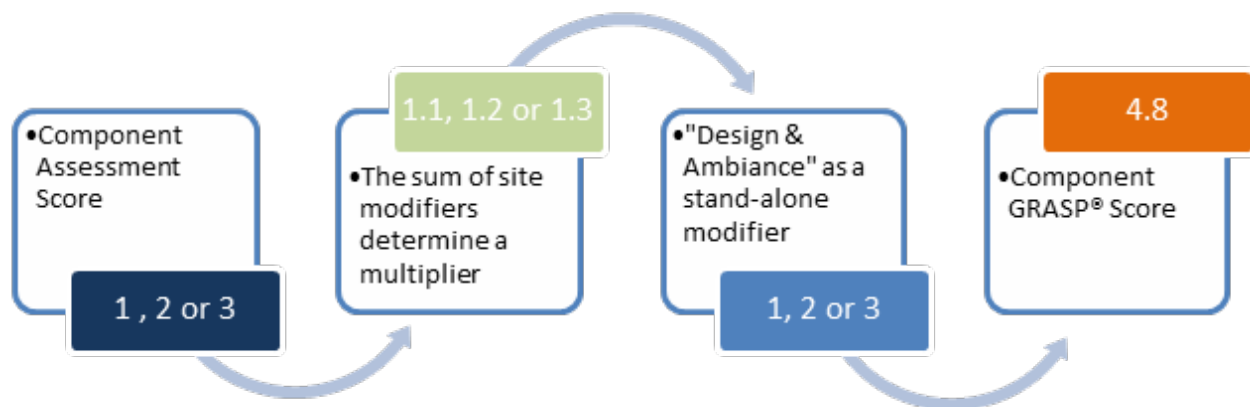 •Component
Assessment
Score
1 , 2 or 3
1.1, 1.2 or 1.3
•The sum of site
modifiers
determine a
multiplier
•"Design &
Ambiance" as a
stand-alone
modifier
1, 2 or 3
4.8
•Component
GRASP® Score